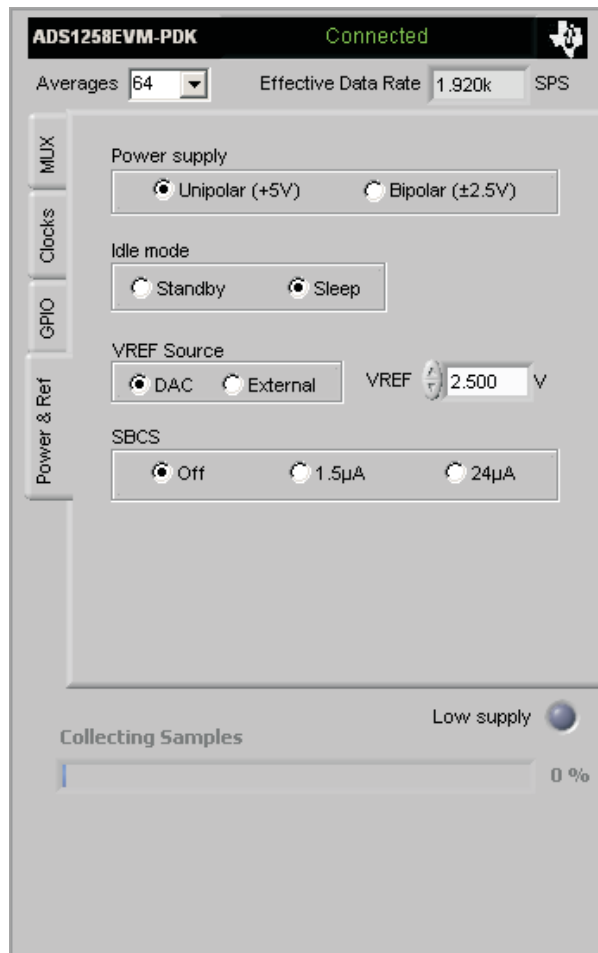 ADS1258EVM-PDK Connected
Averages 64 Effective Data Rate 1.920k SPS
MUX
Clocks
GPIO
Power & Ref
Power supply
Unipolar (+5V) Bipolar (±2.5V)
Idle mode
Standby Sleep
VREF Source
DAC External VREF 2.500 V
SBCS
Off 1.5µA 24µA
Low supply
Collecting Samples
0 %